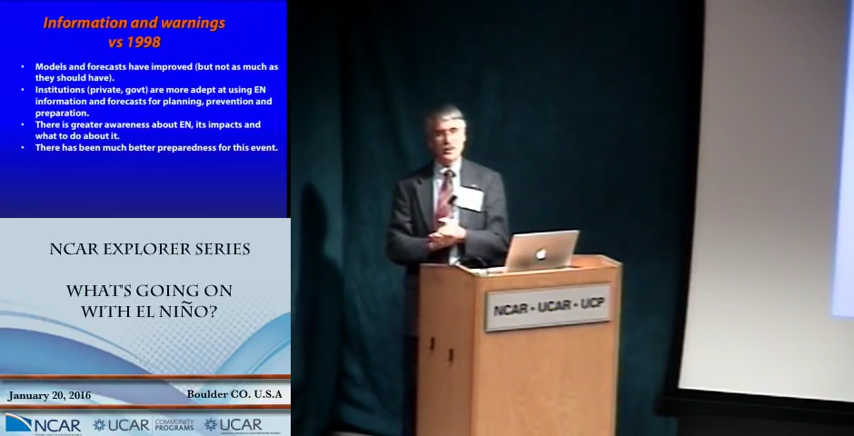 Information and warnings
vs 1998
• Models and forecasts have improved (but not as much as
they should have).
• Institutions (private, govt) are more adept at using EN
information and forecasts for planning, prevention and
preparation.
• There is greater awareness about EN, its impacts and
what to do about it.
• There has been much better preparedness for this event.
NCAR EXPLORER SERIES
WHAT'S GOING ON
WITH EL NIÑO?
January 20, 2016
Boulder CO. U.S.A
NCAR
UCAR COMMUNITY
PROGRAMS
UCAR
NCAR - UCAR - UCP